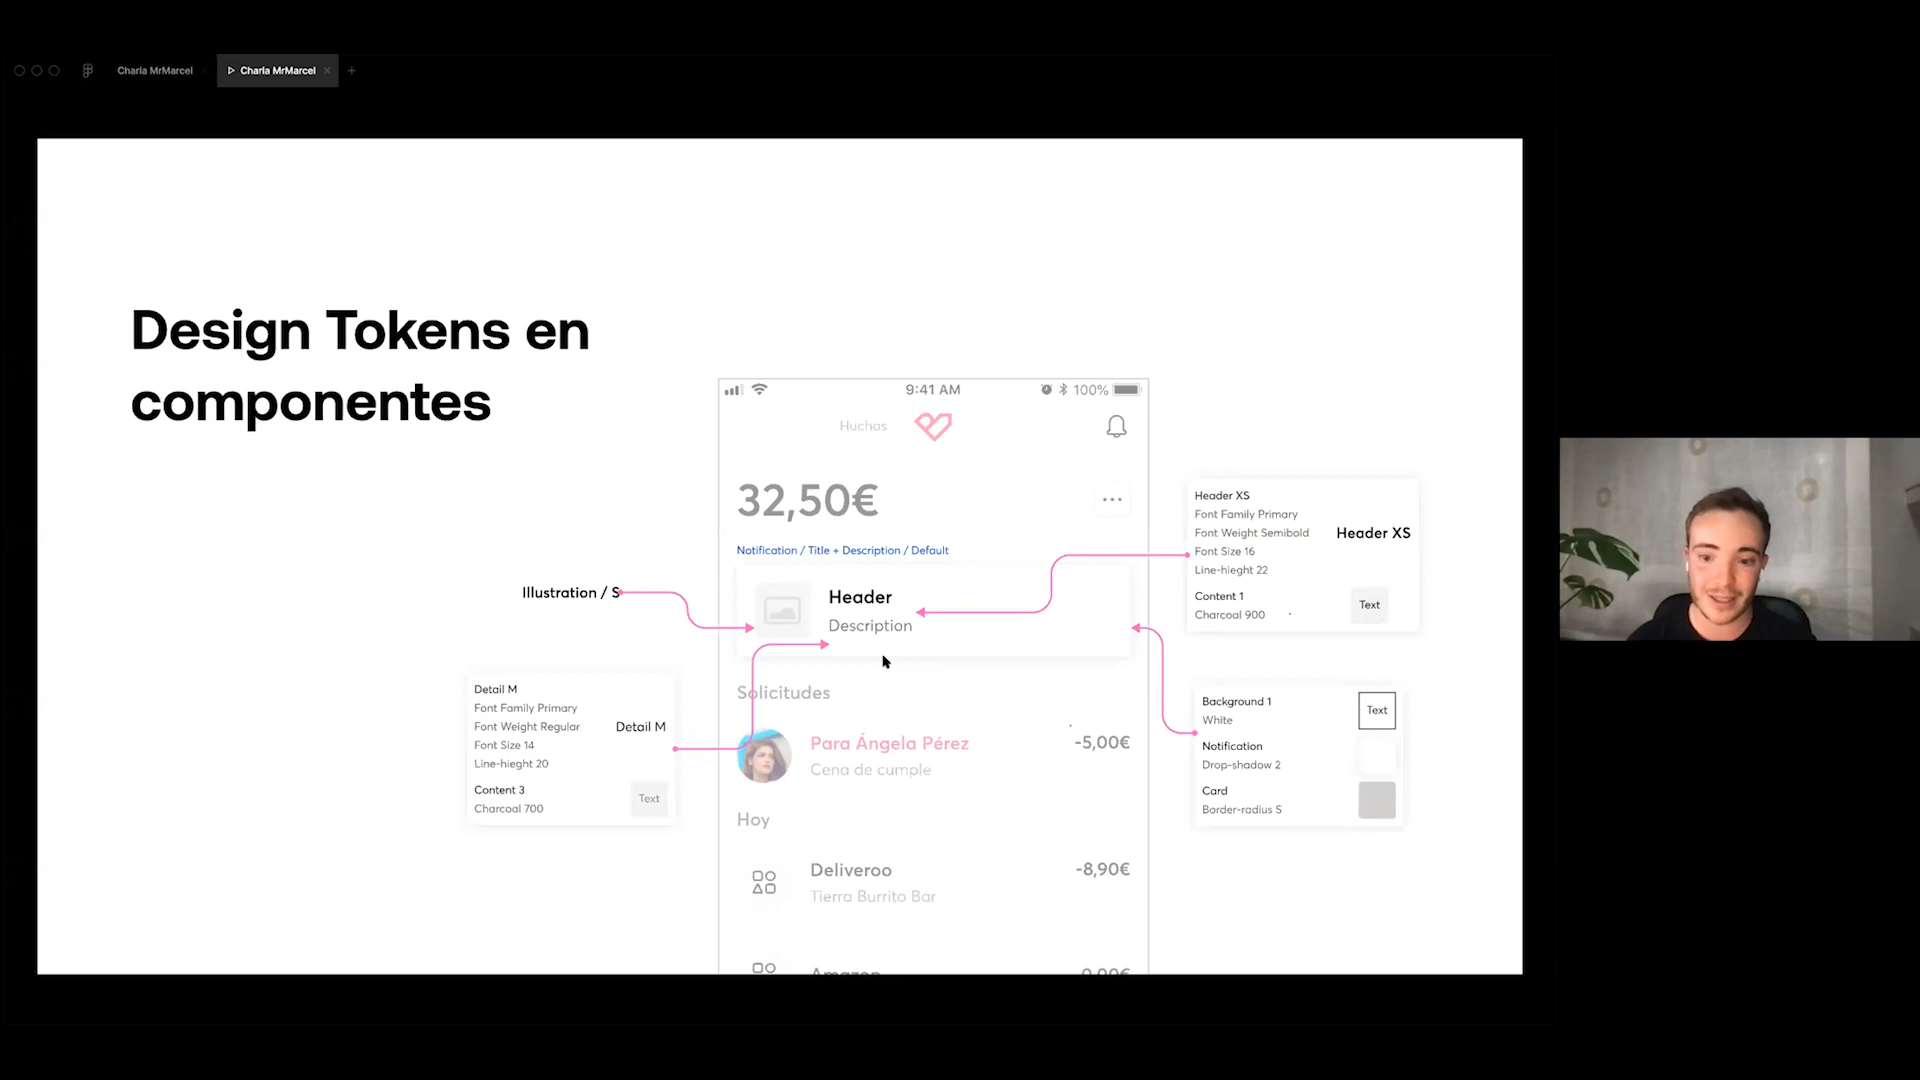 Charla MrMarcel
Charla MrMarcel
Design Tokens en
componentes
9:41 AM
100%
Huchas
32,50€
Notification / Title + Description / Default
Illustration / S
Header
Description
Header XS
Font Family Primary
Font Weight Semibold
Font Size 16
Line-hieght 22
Header XS
Content 1
Charcoal 900
Text
Detail M
Font Family Primary
Font Weight Regular
Font Size 14
Line-hieght 20
Detail M
Content 3
Charcoal 700
Text
Background 1
White
Text
Notification
Drop-shadow 2
Card
Border-radius S
Solicitudes
Para Ángela Pérez
-5,00€
Cena de cumple
Hoy
Deliveroo
-8,90€
Tierra Burrito Bar
Amazon